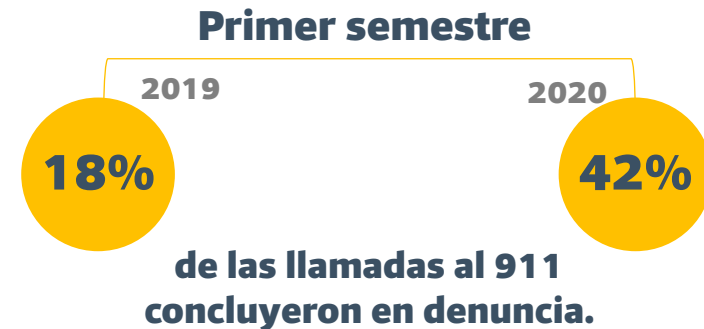 Primer semestre
2019
2020
18%
42%
de las llamadas al 911
concluyeron en denuncia.